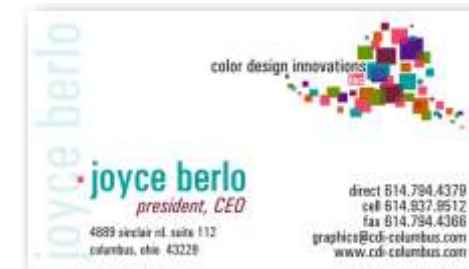 joyce berlo
color design innovations
inc
joyce berlo
president, CEO
4889 sinclair rd. suite 112
columbus, ohio 43229
direct 614.794.4379
cell 614.937.9512
fax 614.794.4366
graphics@cdi-columbus.com
www.cdi-columbus.com